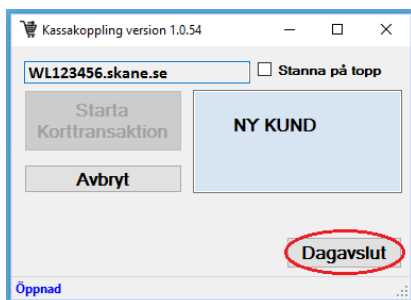 Kassakoppling version 1.0.54
WL123456.skane.se
Stanna på topp
Starta
Korttransaktion
NY KUND
Avbryt
Dagavslut
Öppnad